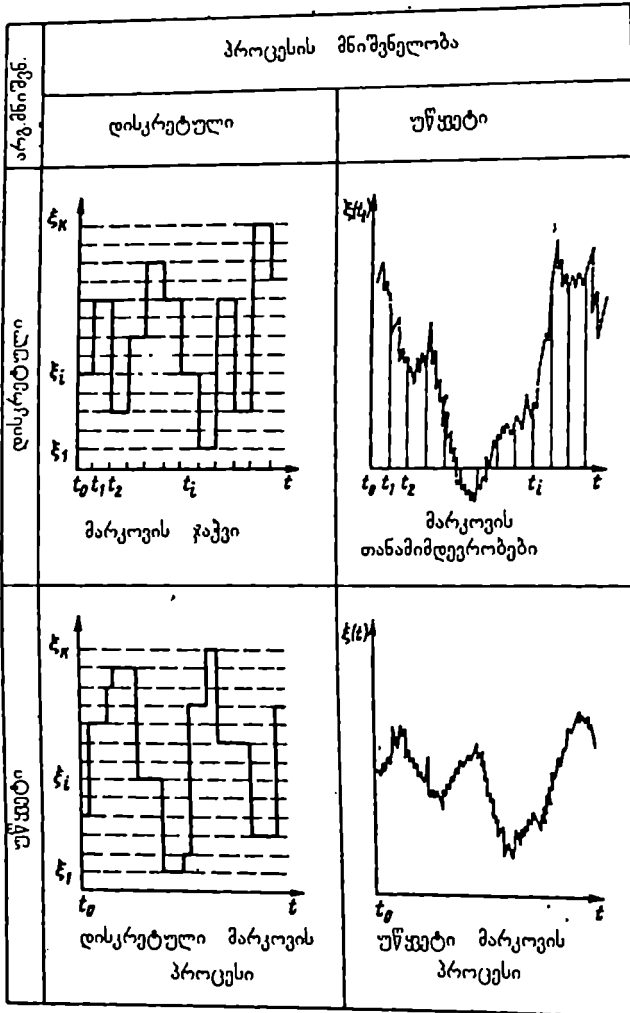 პროცესის მნიშვნელობა
არგ.მნიშვნ.
დისკრეტული
უწყვეტი
დისკრეტული
ξк
ξi
ξ1
t0 t1 t2 ti t
მარკოვის ჯაჭვი
ξ(ti)
t0 t1 t2 ti t
მარკოვის
თანამიმდევრობები
უწყვეტი
ξк
ξi
ξ1
t0 t
დისკრეტული მარკოვის
პროცესი
ξ(t)
t0 t
უწყვეტი მარკოვის
პროცესი